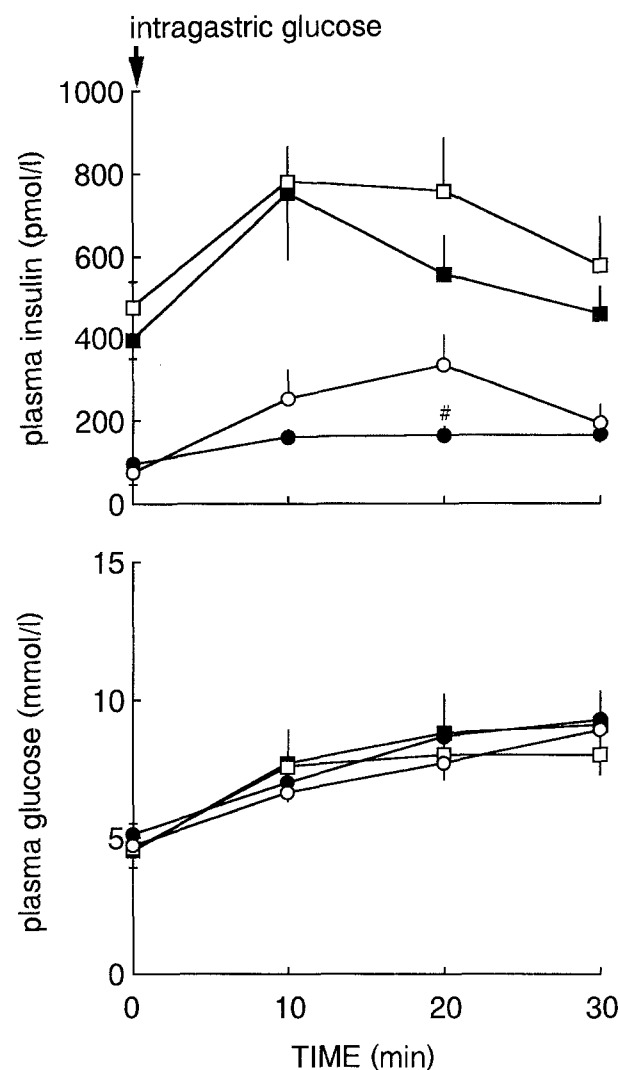 intragastric glucose
1000
800
600
400
200
0
plasma insulin (pmol/l)
#
15
10
5
0
plasma glucose (mmol/l)
0 10 20 30
TIME (min)